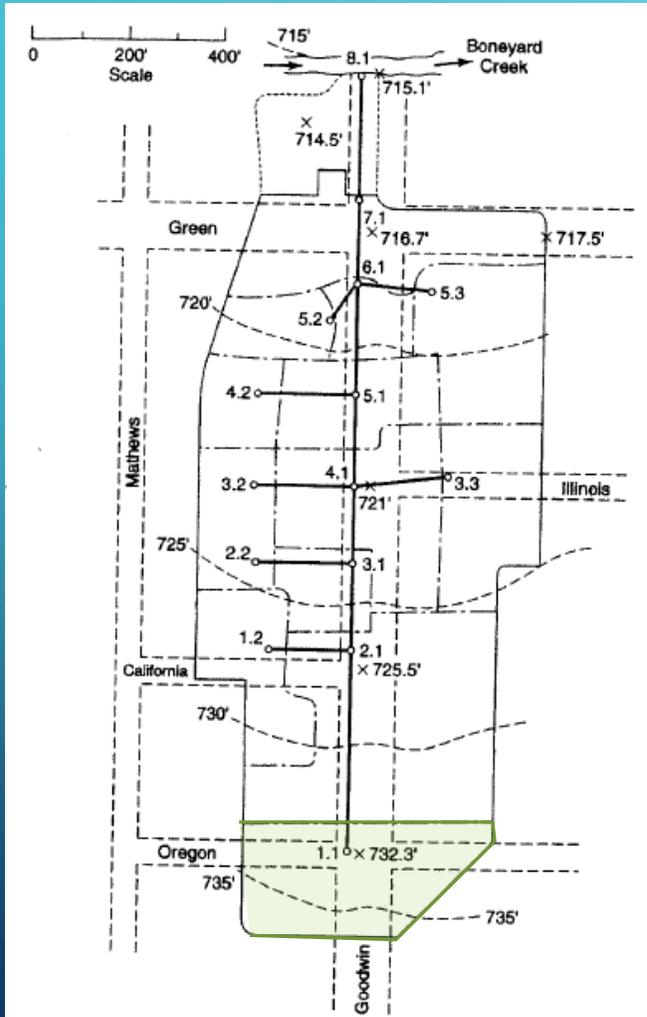 715'
8.1
Boneyard
Creek
0 200' 400'
Scale
715.1'
714.5'
Green
7.1
716.7'
717.5'
6.1
5.3
720'
5.2
4.2
5.1
Mathews
4.1
3.2
3.3
721'
Illinois
725'
2.2
3.1
1.2
2.1
California
725.5'
730'
Oregon
1.1
732.3'
735'
735'
Goodwin